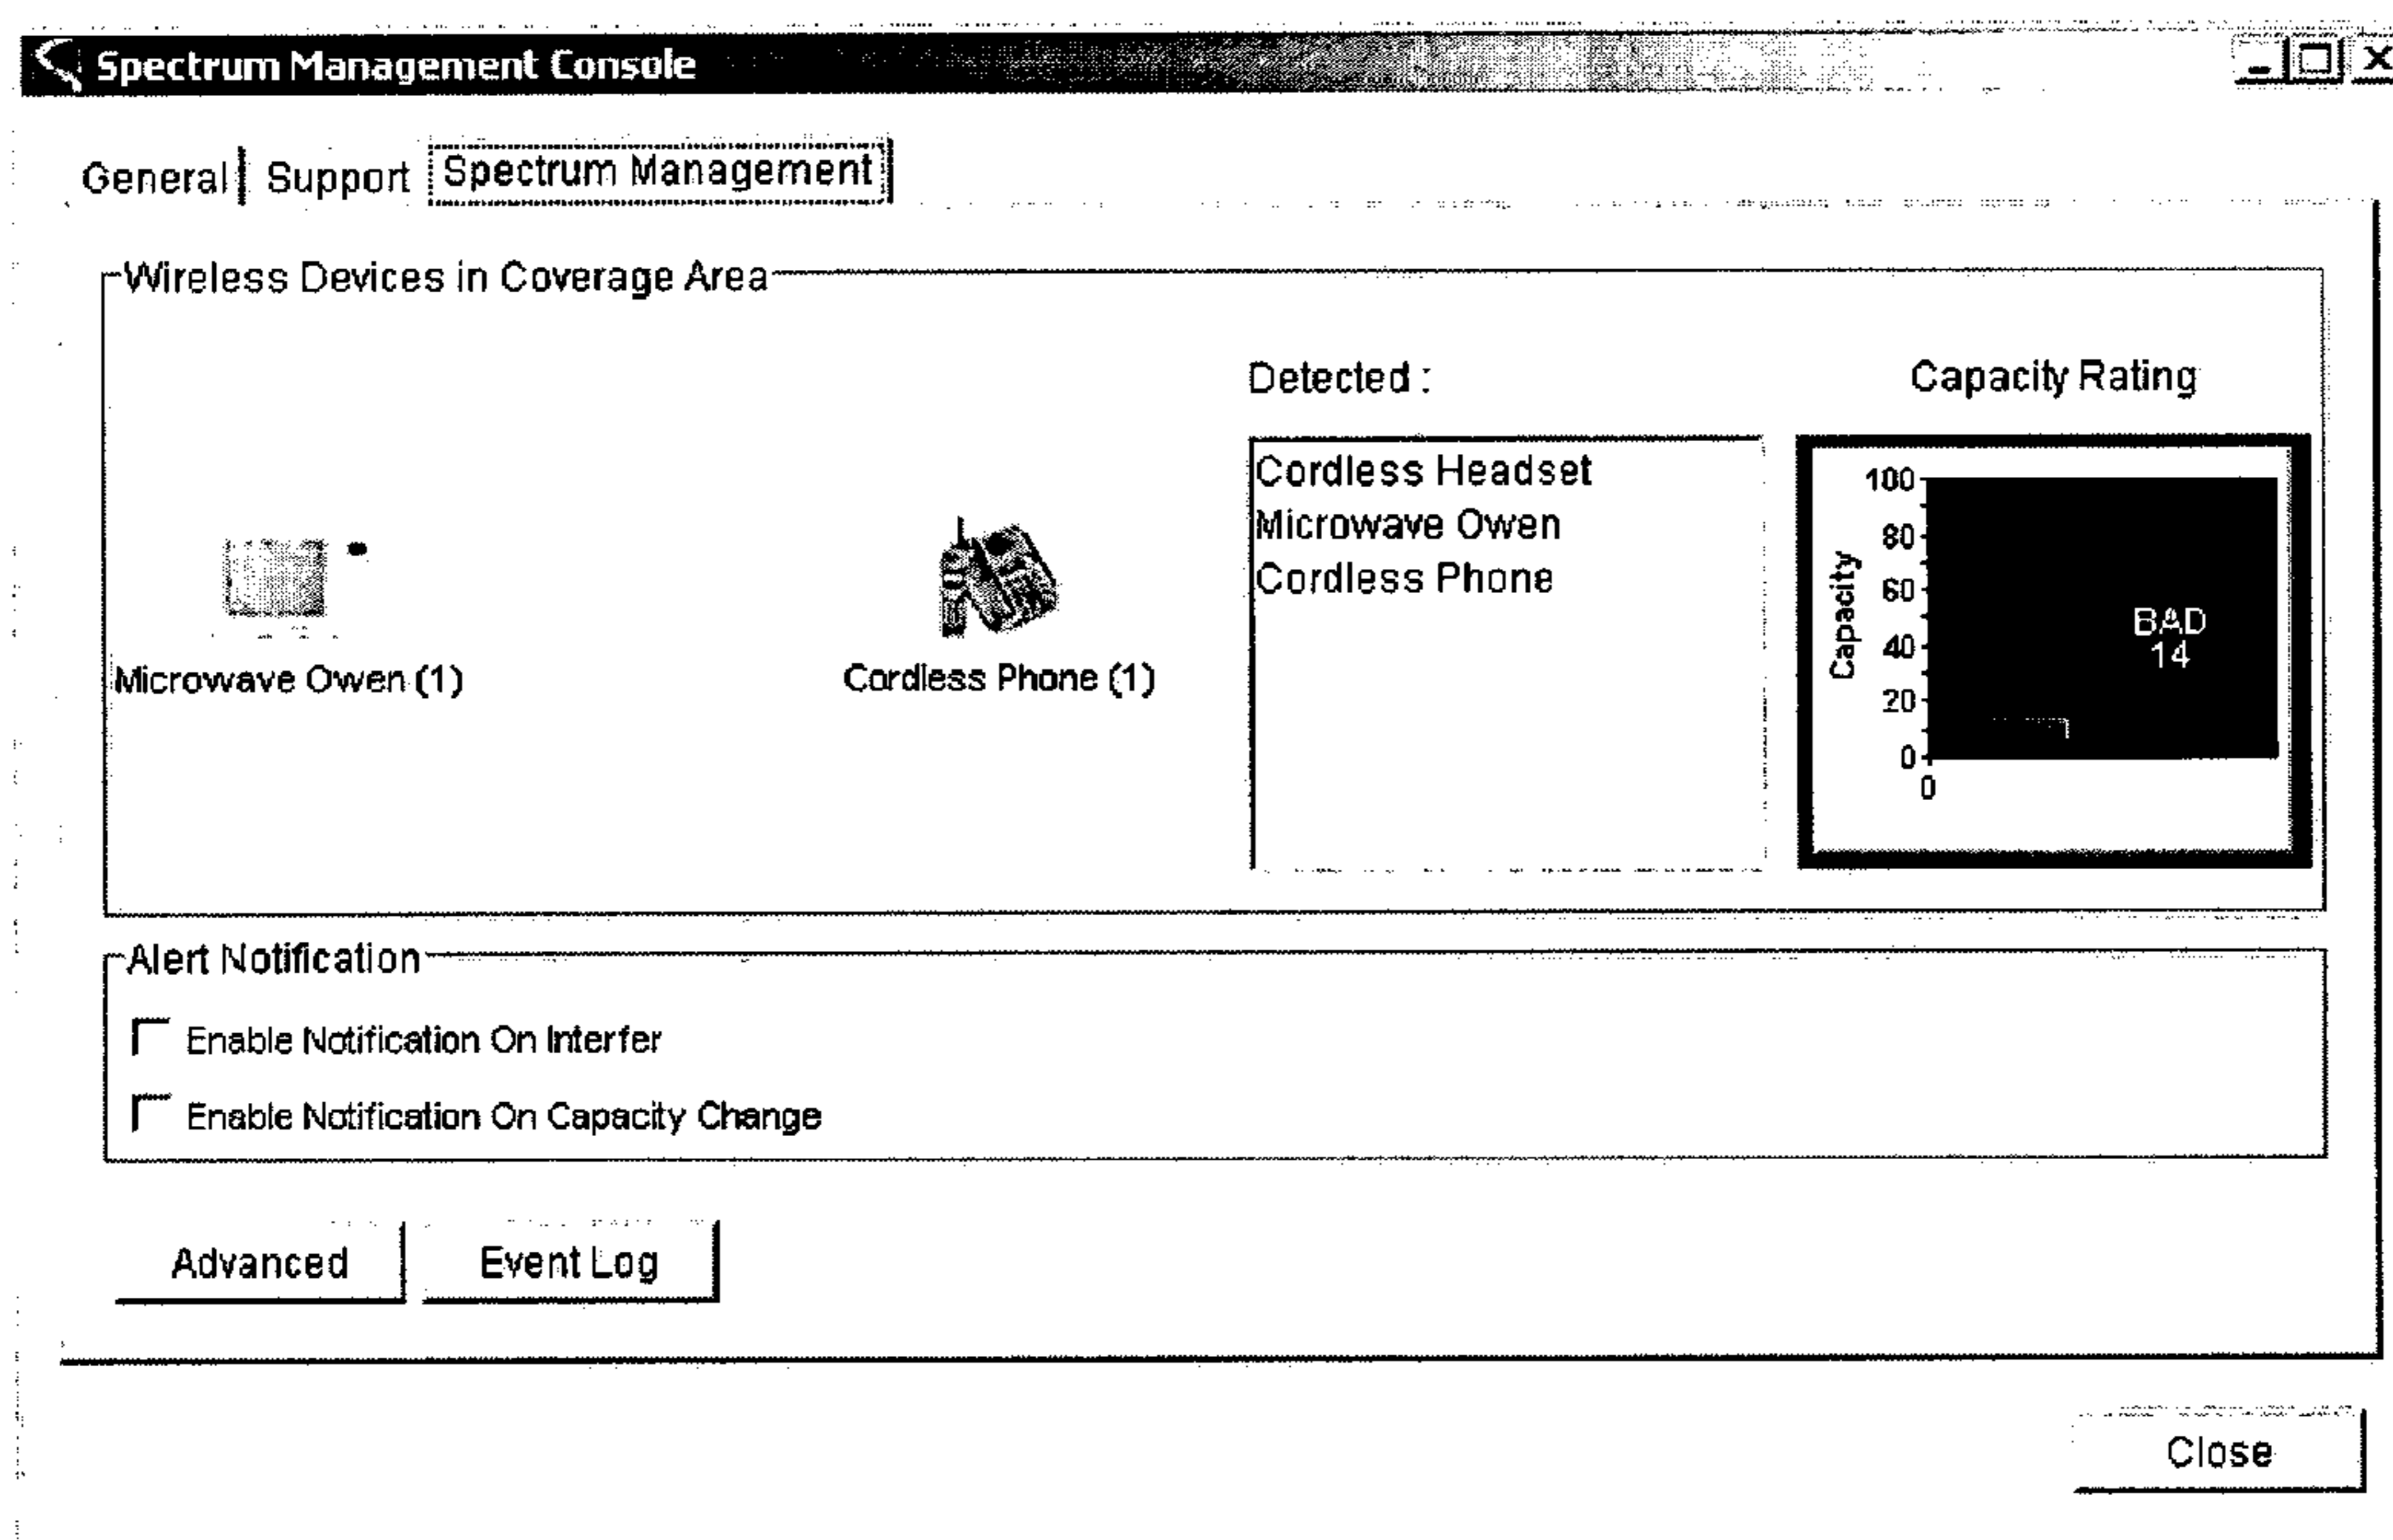 Spectrum Management Console
General Support Spectrum Management
Wireless Devices in Coverage Area
Detected :
Capacity Rating
Cordless Headset
Microwave Owen
Cordless Phone
Microwave Owen (1)
Cordless Phone (1)
Capacity
100
80
60
40
20
0
0
BAD
14
Alert Notification
Enable Notification On Interfer
Enable Notification On Capacity Change
Advanced
Event Log
Close